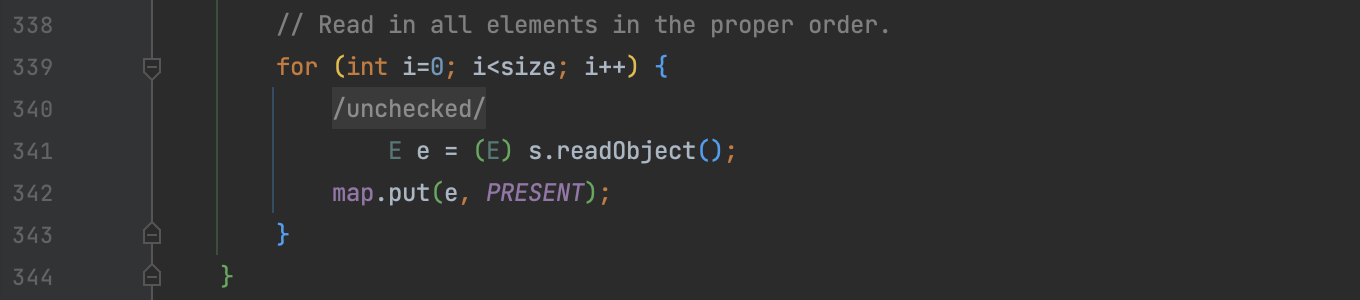 338 // Read in all elements in the proper order.
339 for (int i=0; i<size; i++) {
340 /unchecked/
341 E e = (E) s.readObject();
342 map.put(e, PRESENT);
343 }
344 }